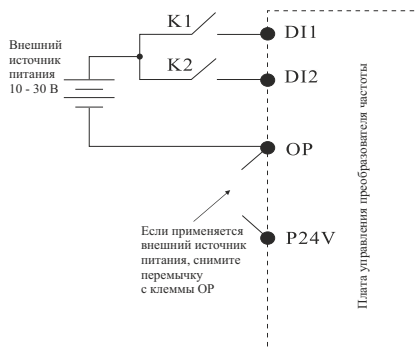 K1
DI1
Внешний
источник
питания
10 - 30 В
K2
DI2
OP
Если применяется
внешний источник
питания, снимите
перемычку
с клеммы OP
P24V
Плата управления преобразователя частоты